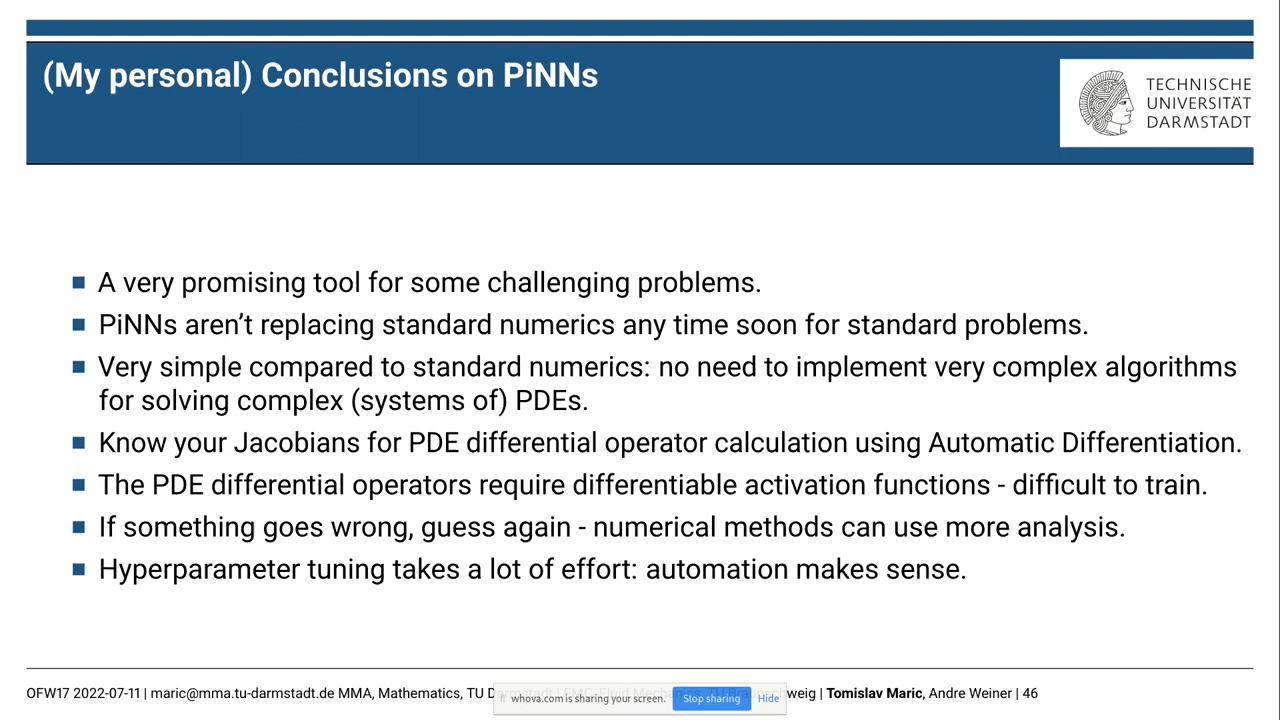 (My personal) Conclusions on PiNNs
TECHNISCHE
UNIVERSITÄT
DARMSTADT
A very promising tool for some challenging problems.
PiNNs aren’t replacing standard numerics any time soon for standard problems.
Very simple compared to standard numerics: no need to implement very complex algorithms
for solving complex (systems of) PDEs.
Know your Jacobians for PDE differential operator calculation using Automatic Differentiation.
The PDE differential operators require differentiable activation functions - difficult to train.
If something goes wrong, guess again - numerical methods can use more analysis.
Hyperparameter tuning takes a lot of effort: automation makes sense.
OFW17 2022-07-11 | maric@mma.tu-darmstadt.de MMA, Mathematics, TU | Tomislav Maric, Andre Weiner | 46
whova.com is sharing your screen. Stop sharing Hide